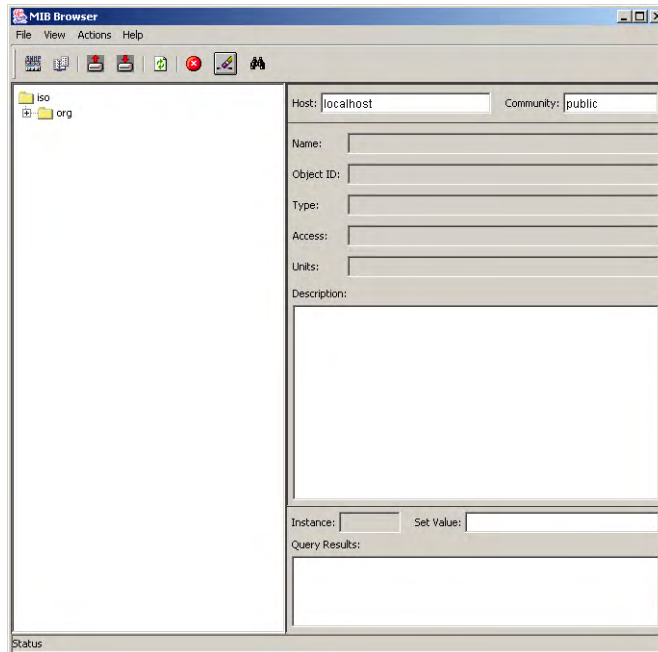 MIB Browser
File View Actions Help
iso
org
Host: localhost Community: public
Name:
Object ID:
Type:
Access:
Units:
Description:
Instance: Set Value:
Query Results:
Status